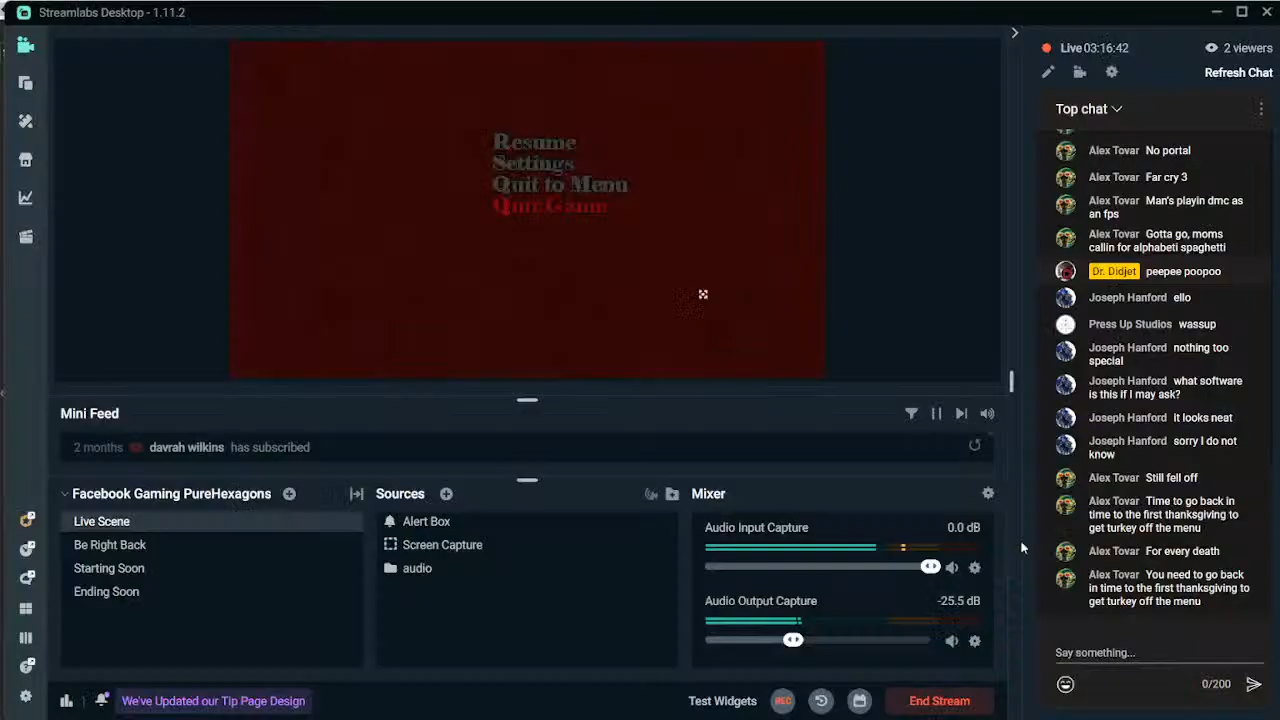 Streamlabs Desktop - 1.11.2
Live 03:16:42
2 viewers
Refresh Chat
Top chat
Resume
Settings
Quit to Menu
Quit Game
Alex Tovar No portal
Alex Tovar Far cry 3
Alex Tovar Man's playin dmc as
an fps
Alex Tovar Gotta go, moms
callin for alphabeti spaghetti
Dr. Didjet peepee poopoo
Joseph Hanford ello
Press Up Studios wassup
Joseph Hanford nothing too
special
Joseph Hanford what software
is this if I may ask?
Joseph Hanford it looks neat
Joseph Hanford sorry I do not
know
Alex Tovar Still fell off
Alex Tovar Time to go back in
time to the first thanksgiving to
get turkey off the menu
Alex Tovar For every death
Alex Tovar You need to go back
in time to the first thanksgiving to
get turkey off the menu
Say something...
0/200
Mini Feed
2 months davrah wilkins has subscribed
Facebook Gaming PureHexagons
Live Scene
Be Right Back
Starting Soon
Ending Soon
Sources
Alert Box
Screen Capture
audio
Mixer
Audio Input Capture 0.0 dB
Audio Output Capture -25.5 dB
We've Updated our Tip Page Design
Test Widgets
REC
End Stream